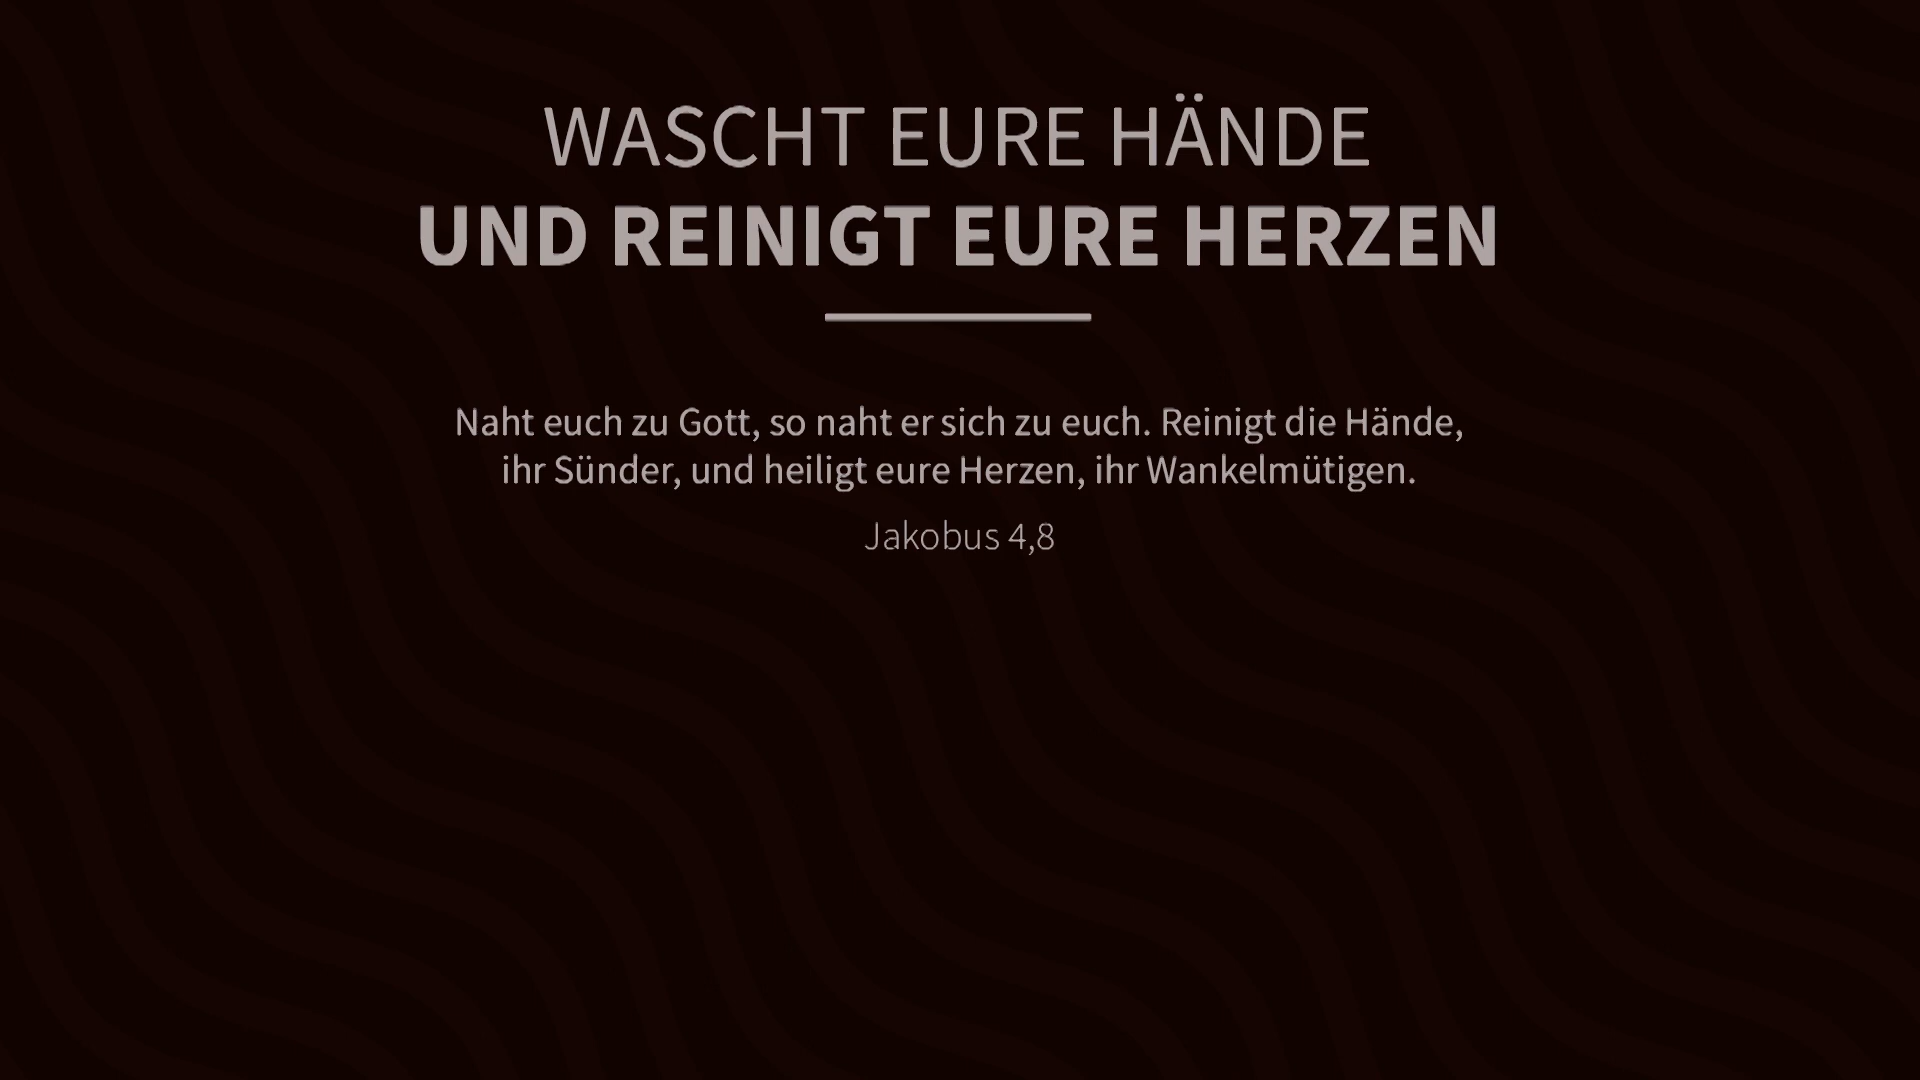 WASCHT EURE HÄNDE
UND REINIGT EURE HERZEN
Naht euch zu Gott, so naht er sich zu euch. Reinigt die Hände,
ihr Sünder, und heiligt eure Herzen, ihr Wankelmütigen.
Jakobus 4,8